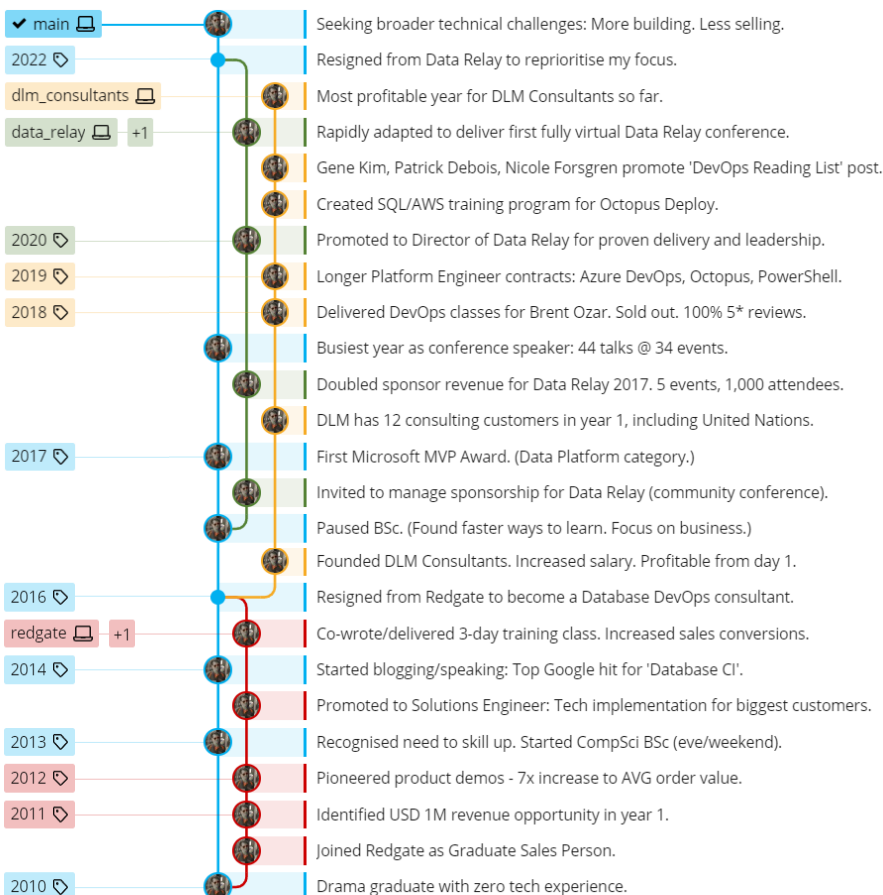 main Seeking broader technical challenges: More building. Less selling.
2022 Resigned from Data Relay to reprioritise my focus.
dlm_consultants Most profitable year for DLM Consultants so far.
data_relay +1 Rapidly adapted to deliver first fully virtual Data Relay conference.
Gene Kim, Patrick Debois, Nicole Forsgren promote 'DevOps Reading List' post.
Created SQL/AWS training program for Octopus Deploy.
2020 Promoted to Director of Data Relay for proven delivery and leadership.
2019 Longer Platform Engineer contracts: Azure DevOps, Octopus, PowerShell.
2018 Delivered DevOps classes for Brent Ozar. Sold out. 100% 5* reviews.
Busiest year as conference speaker: 44 talks @ 34 events.
Doubled sponsor revenue for Data Relay 2017. 5 events, 1,000 attendees.
DLM has 12 consulting customers in year 1, including United Nations.
2017 First Microsoft MVP Award. (Data Platform category.)
Invited to manage sponsorship for Data Relay (community conference).
Paused BSc. (Found faster ways to learn. Focus on business.)
Founded DLM Consultants. Increased salary. Profitable from day 1.
2016 Resigned from Redgate to become a Database DevOps consultant.
redgate +1 Co-wrote/delivered 3-day training class. Increased sales conversions.
2014 Started blogging/speaking: Top Google hit for 'Database CI'.
Promoted to Solutions Engineer: Tech implementation for biggest customers.
2013 Recognised need to skill up. Started CompSci BSc (eve/weekend).
2012 Pioneered product demos - 7x increase to AVG order value.
2011 Identified USD 1M revenue opportunity in year 1.
Joined Redgate as Graduate Sales Person.
2010 Drama graduate with zero tech experience.